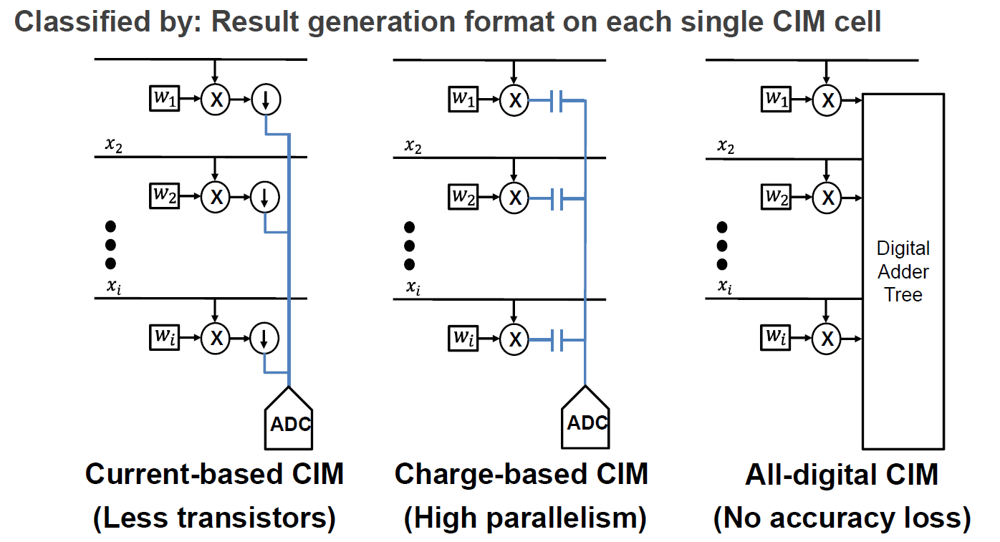 Classified by: Result generation format on each single CIM cell
w₁ X
x₂
w₂ X
xᵢ
wᵢ X
ADC
Current-based CIM
(Less transistors)
w₁ X
x₂
w₂ X
xᵢ
wᵢ X
ADC
Charge-based CIM
(High parallelism)
w₁ X
x₂
w₂ X
xᵢ
wᵢ X
Digital
Adder
Tree
All-digital CIM
(No accuracy loss)